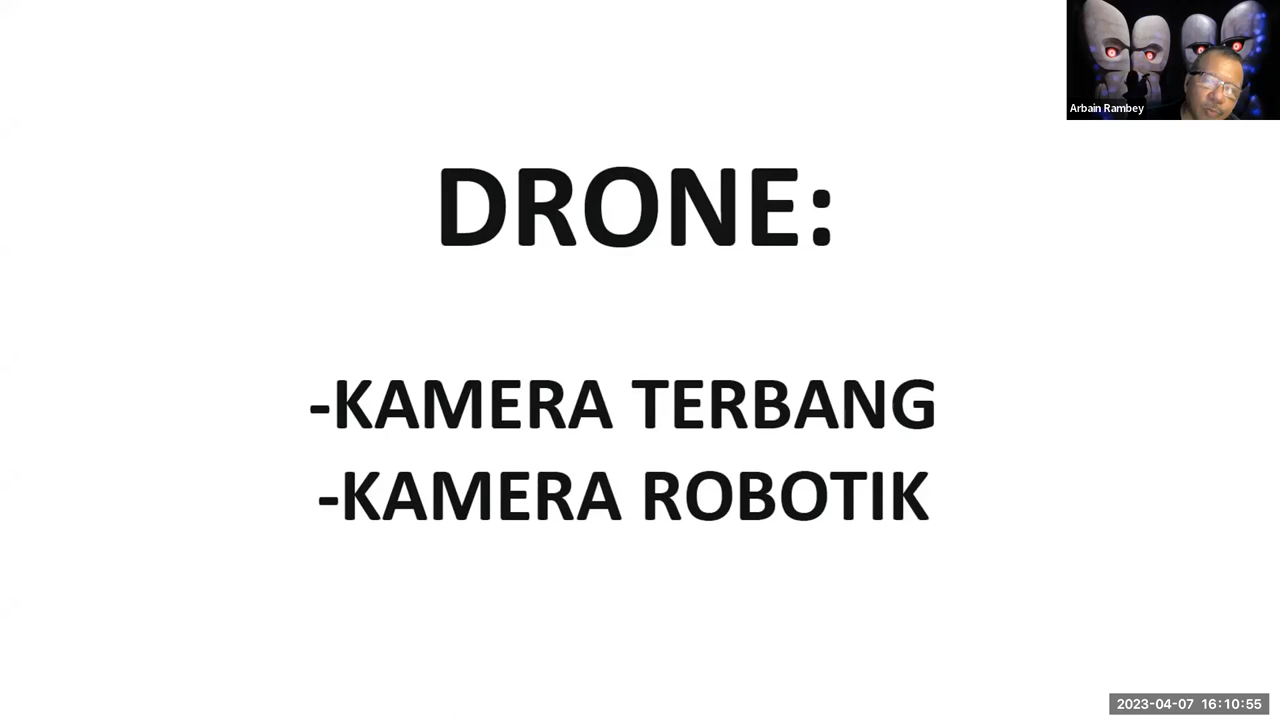 Arbain Rambey
DRONE:
-KAMERA TERBANG
-KAMERA ROBOTIK
2023-04-07 16:10:55